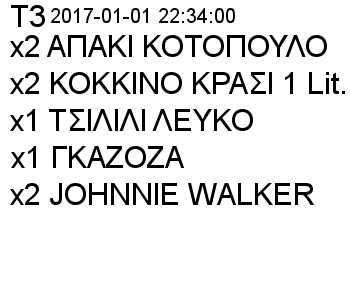 T3 2017-01-01 22:34:00
x2 ΑΠΑΚΙ ΚΟΤΟΠΟΥΛΟ
x2 ΚΟΚΚΙΝΟ ΚΡΑΣΙ 1 Lit.
x1 ΤΣΙΛΙΛΙ ΛΕΥΚΟ
x1 ΓΚΑΖΟΖΑ
x2 JOHNNIE WALKER